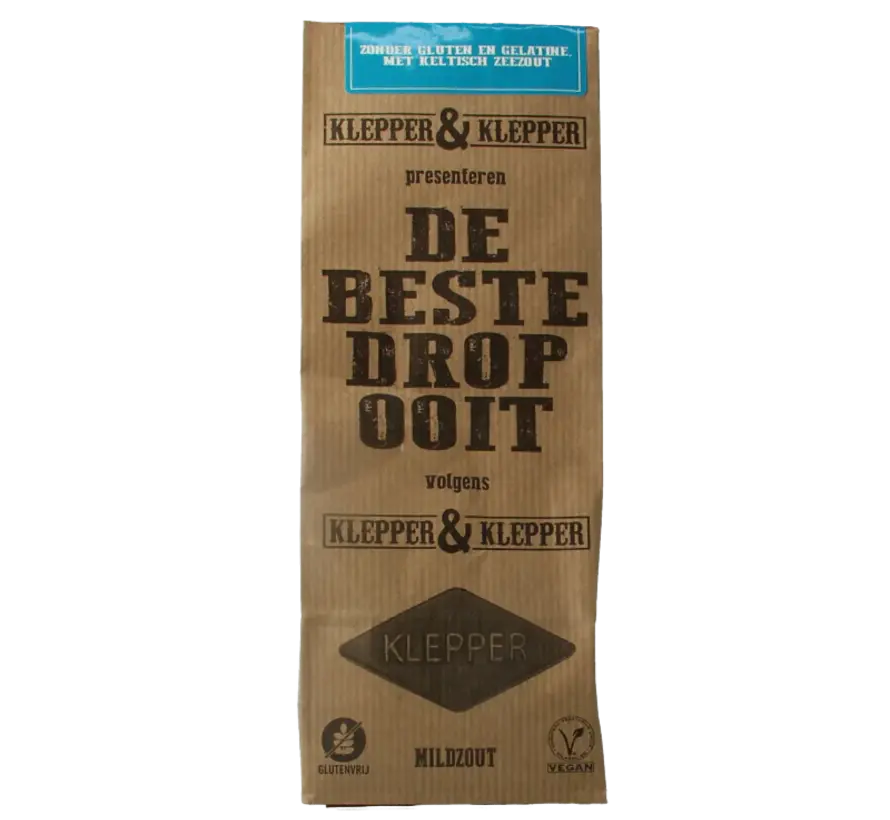 ZONDER GLUTEN EN GELATINE,
MET KELTISCH ZEEZOUT
KLEPPER & KLEPPER
presenteren
DE
BESTE
DROP
OOIT
volgens
KLEPPER & KLEPPER
KLEPPER
GLUTENVRIJ
MILDZOUT
VEGAN